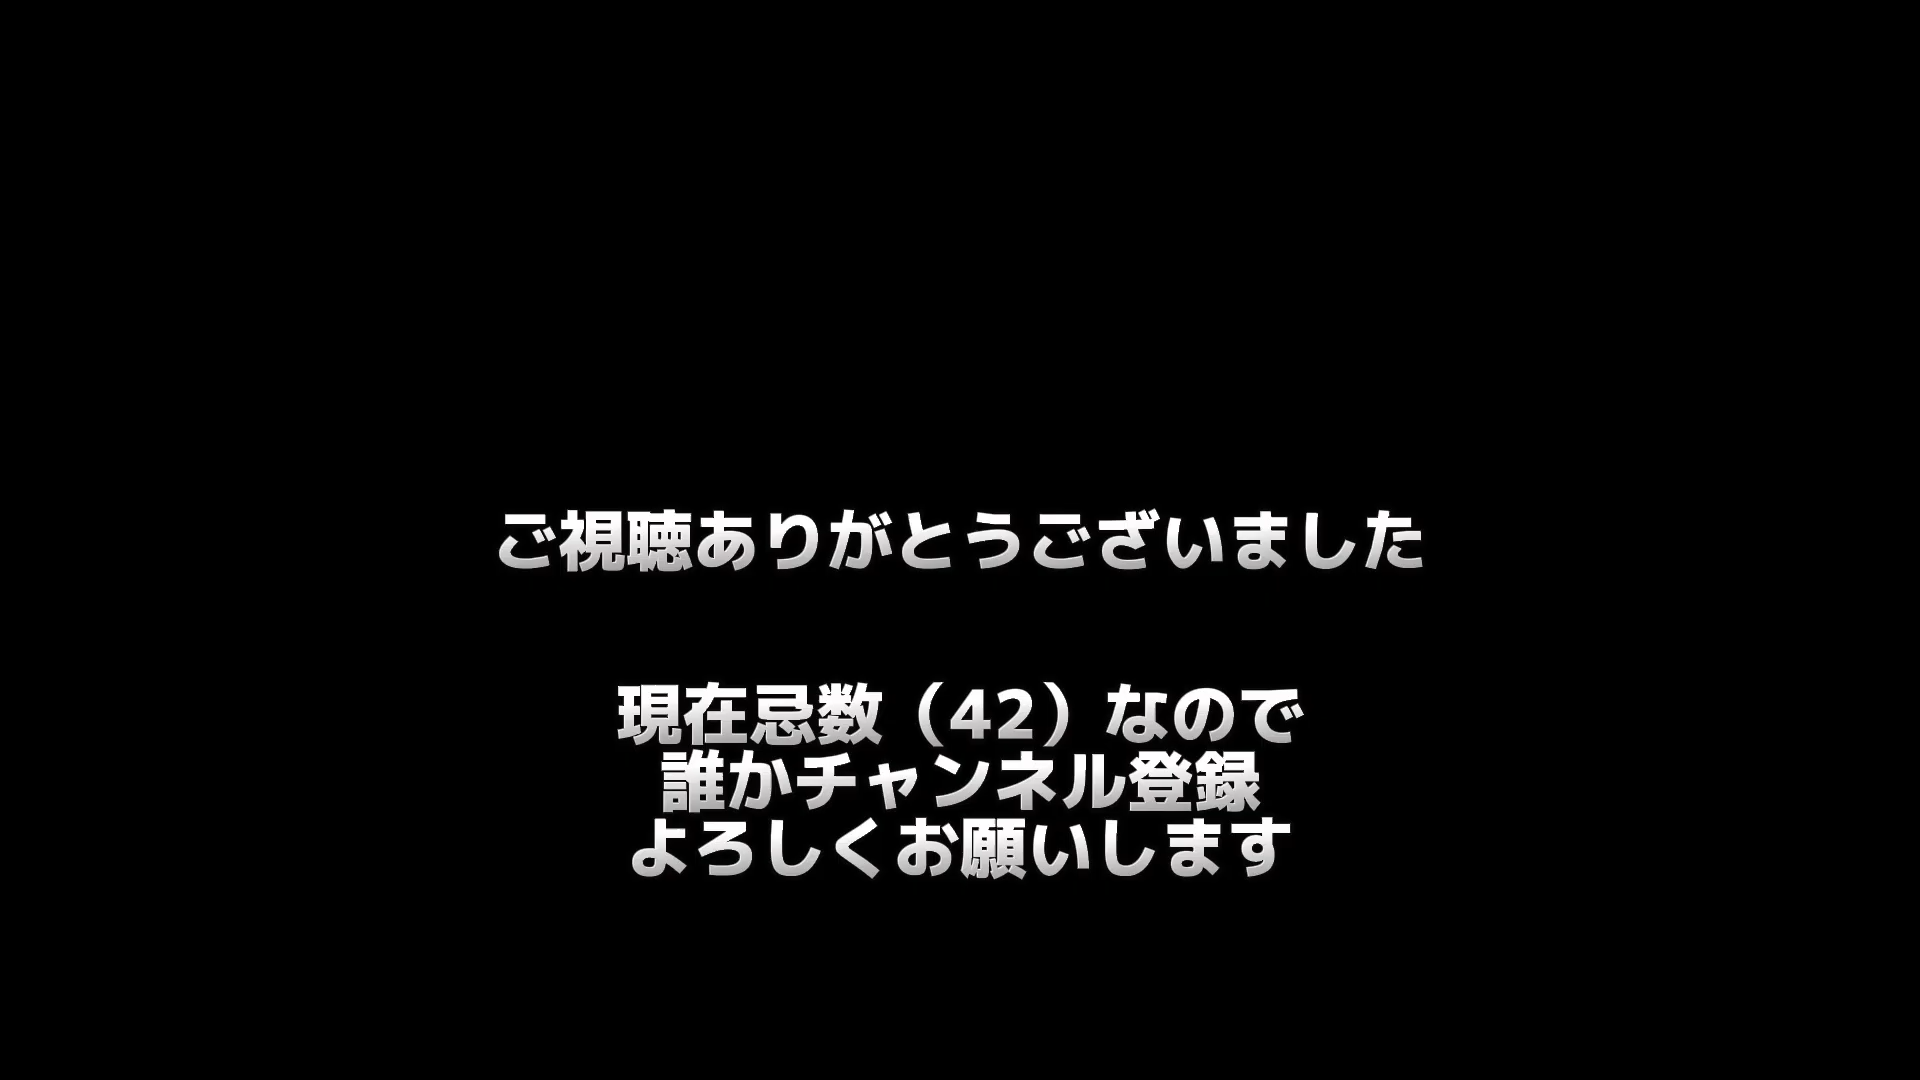 ご視聴ありがとうございました
現在忌数（42）なので
誰かチャンネル登録
よろしくお願いします